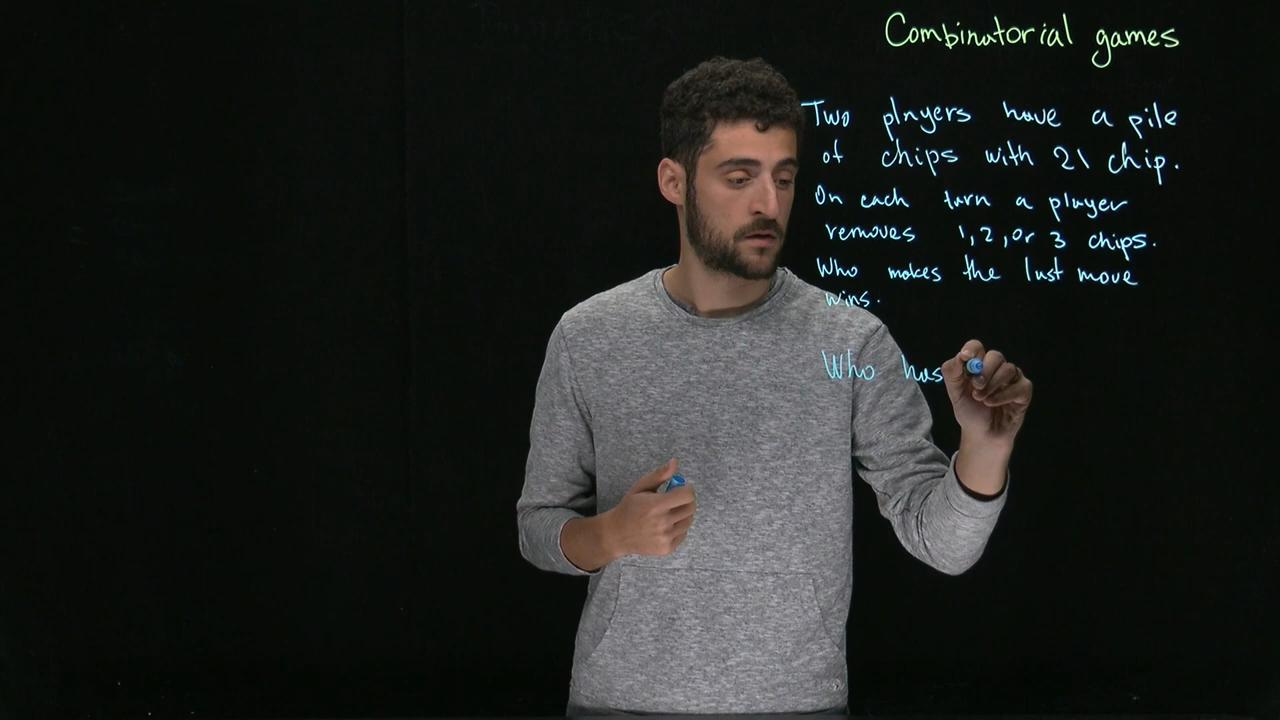 Combinatorial games
Two players have a pile
of chips with 21 chip.
On each turn a player
removes 1, 2, or 3 chips.
Who makes the last move
wins.
Who has